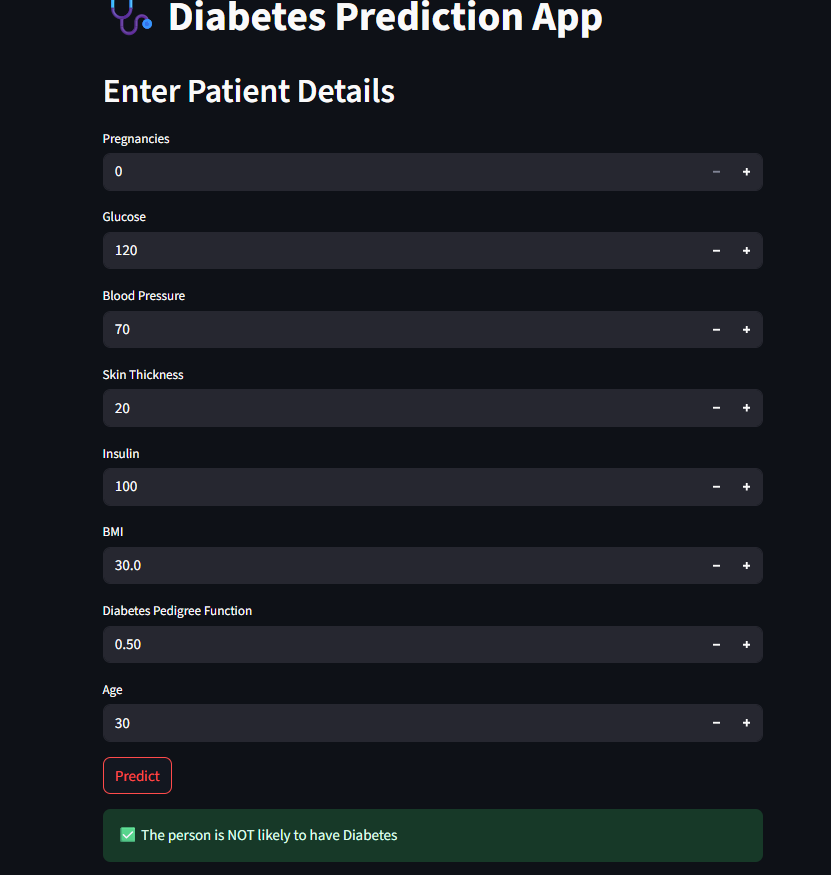 Diabetes Prediction App
Enter Patient Details
Pregnancies
0
Glucose
120
Blood Pressure
70
Skin Thickness
20
Insulin
100
BMI
30.0
Diabetes Pedigree Function
0.50
Age
30
Predict
✅ The person is NOT likely to have Diabetes